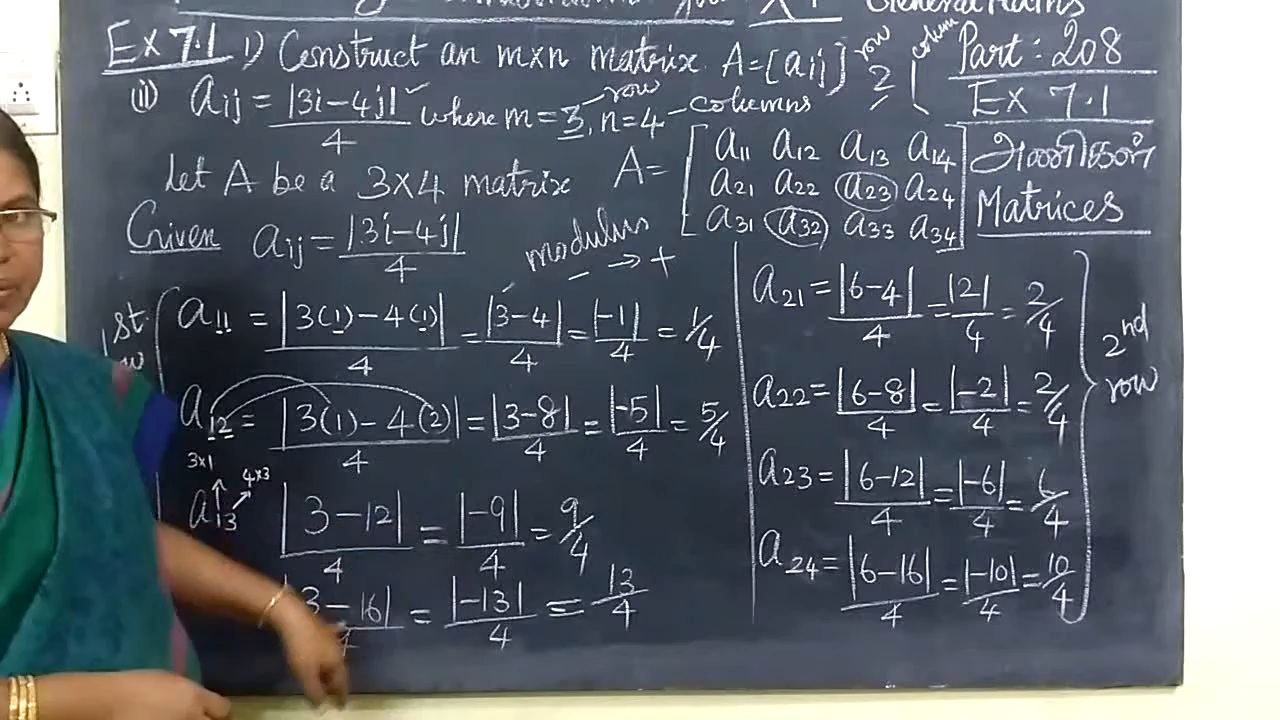 General Maths
Ex 7.1 1) Construct an m×n matrix A = [aij] row column
(ii) aij = |3i-4j|/4 where m = 3, n = 4 row columns 2
Part: 208
Ex 7.1
அணிகள்
Matrices
let A be a 3×4 matrix A = [a11 a12 a13 a14
a21 a22 a23 a24
a31 a32 a33 a34]
Given aij = |3i-4j|/4 modulus - → +
1st
a11 = |3(1)-4(1)|/4 = |3-4|/4 = |-1|/4 = 1/4
a12 = |3(1)-4(2)|/4 = |3-8|/4 = |-5|/4 = 5/4
3×1 4×3
a13 |3-12|/4 = |-9|/4 = 9/4
3-16|/4 = |-13|/4 = 13/4
a21 = |6-4|/4 = |2|/4 = 2/4
a22 = |6-8|/4 = |-2|/4 = 2/4
a23 = |6-12|/4 = |-6|/4 = 6/4
a24 = |6-16|/4 = |-10|/4 = 10/4
2nd
row